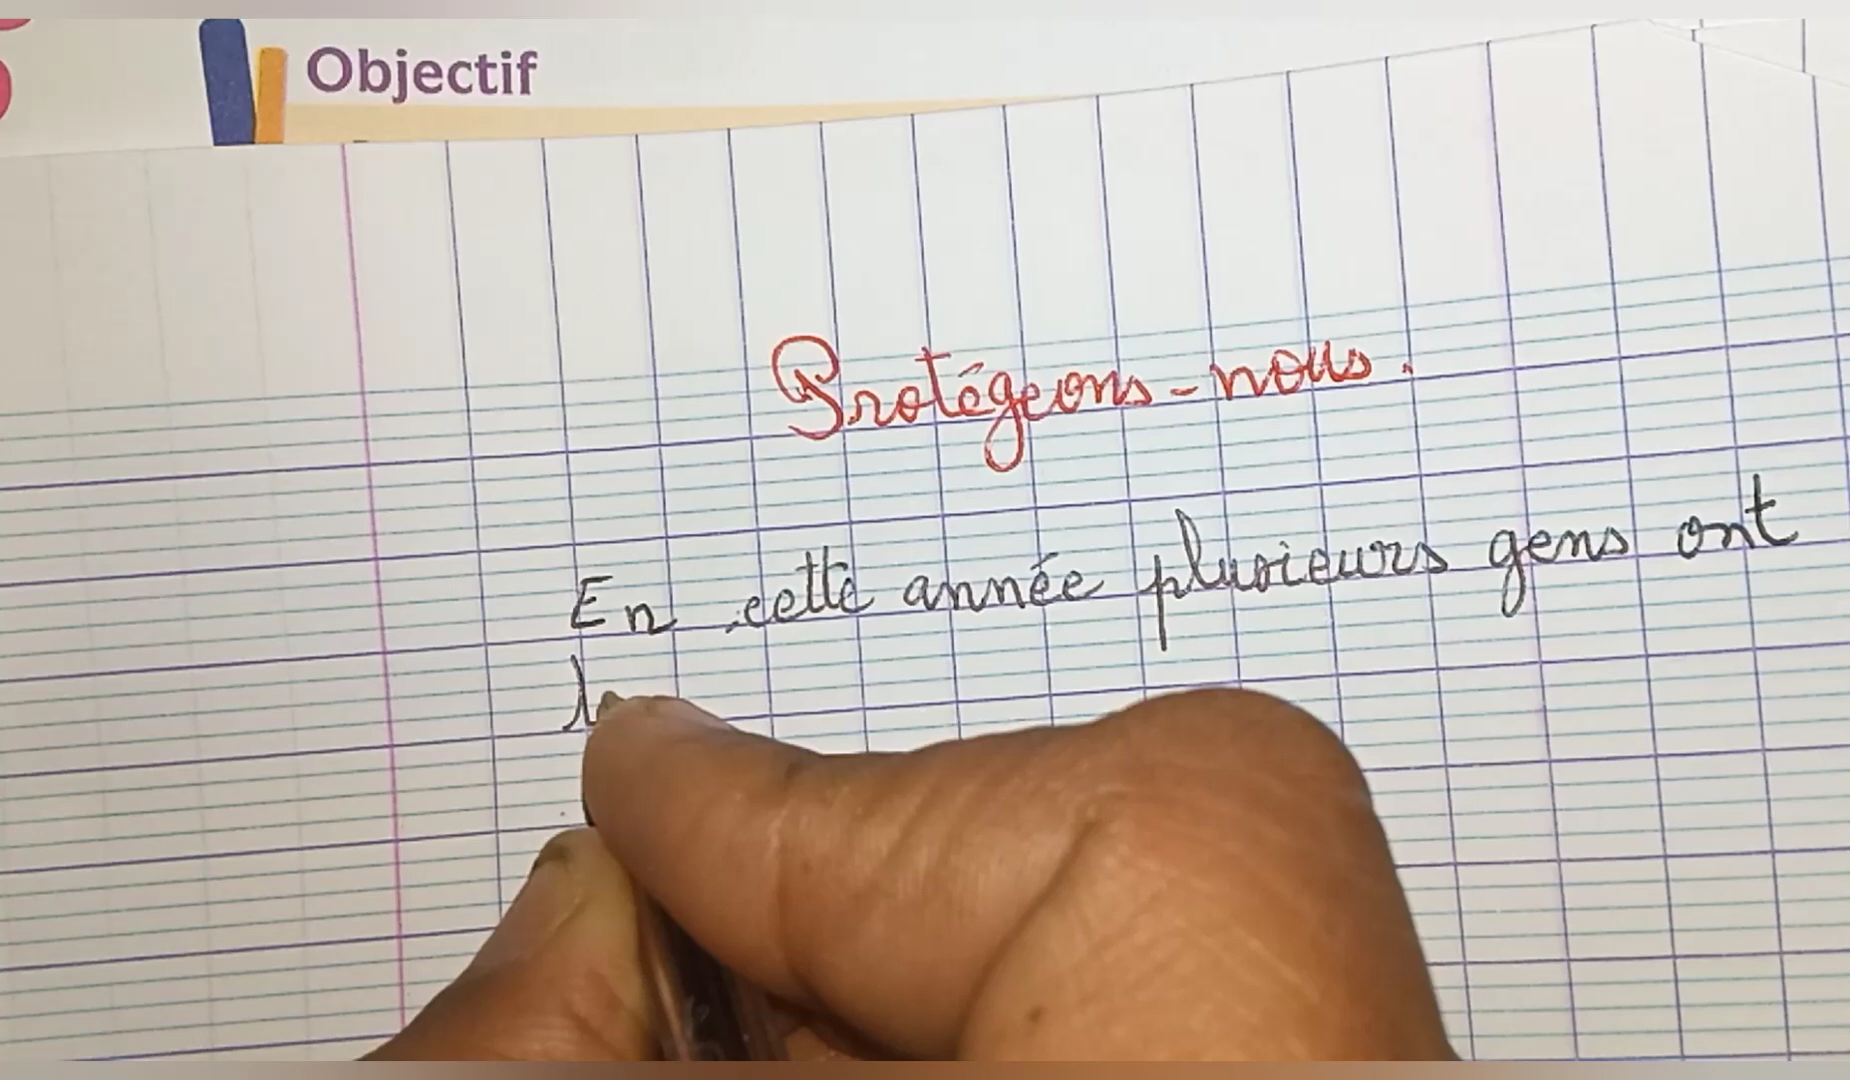 Objectif
Protégeons-nous.
En cette année plusieurs gens ont